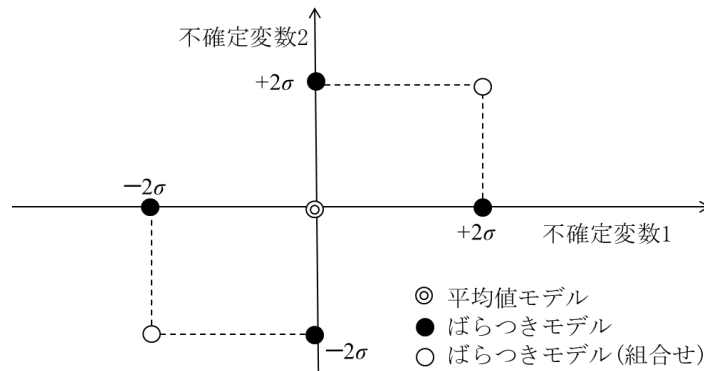 不確定変数2
+2σ
−2σ
+2σ
不確定変数1
◎ 平均値モデル
● ばらつきモデル
−2σ
○ ばらつきモデル(組合せ)